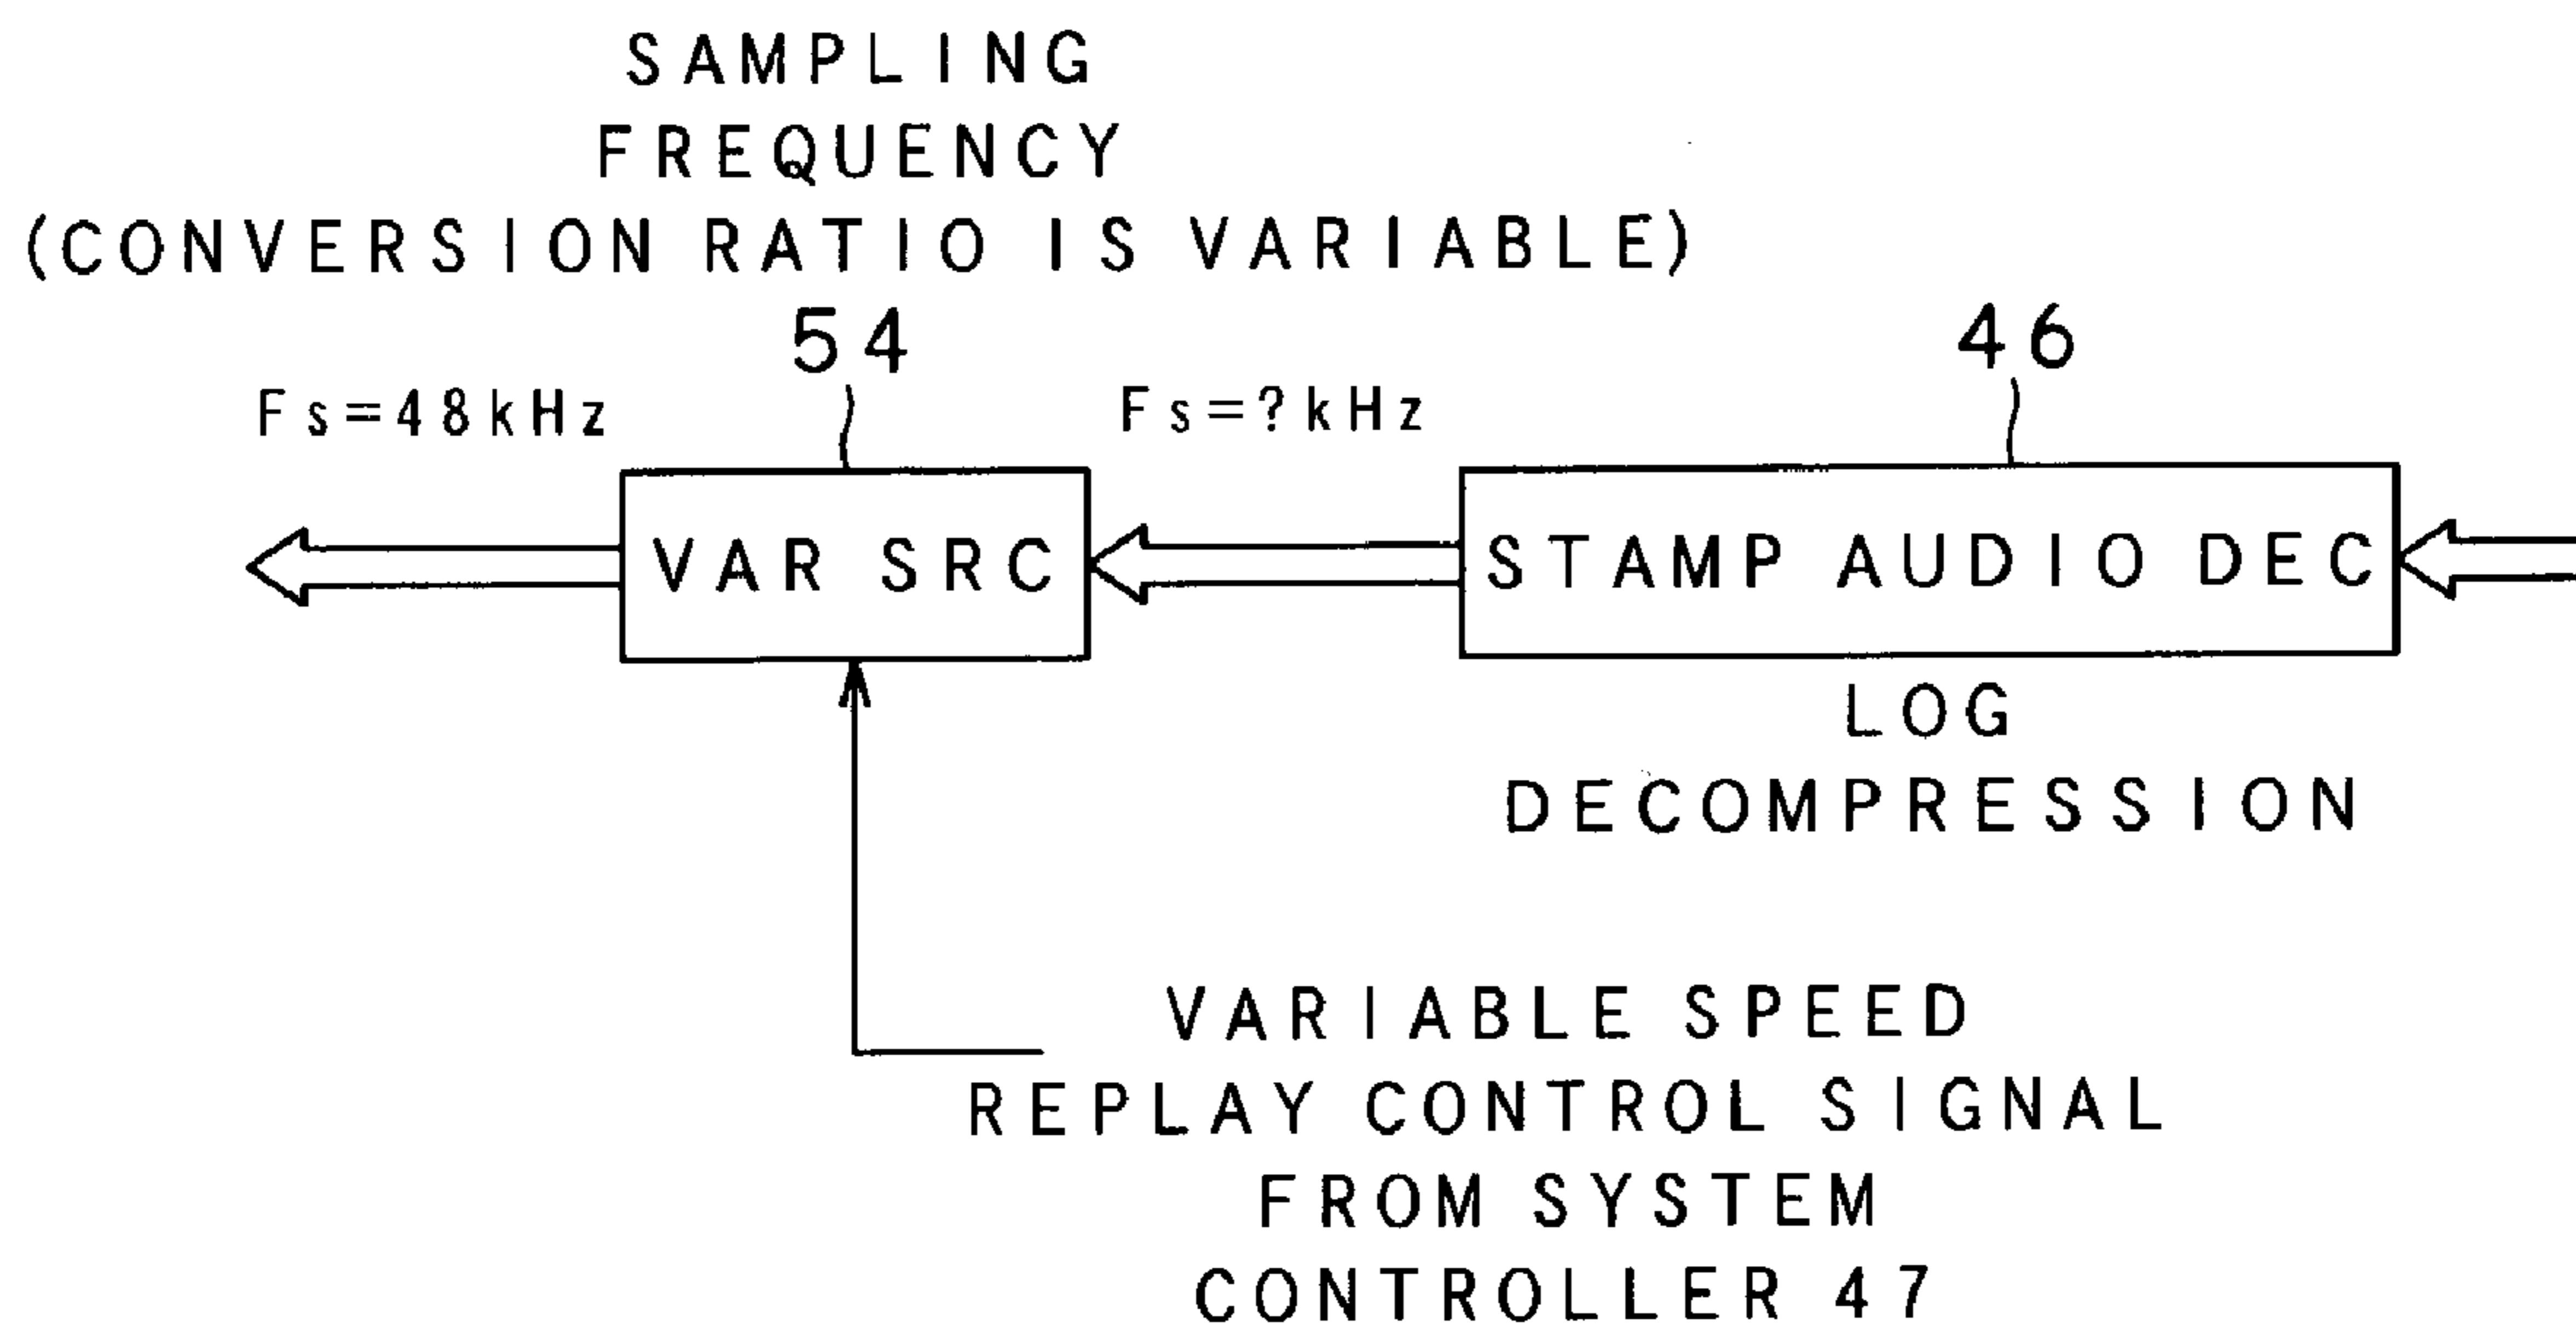 SAMPLING
FREQUENCY
(CONVERSION RATIO IS VARIABLE)
54
46
Fs=48kHz
Fs=?kHz
VAR SRC
STAMP AUDIO DEC
LOG
DECOMPRESSION
VARIABLE SPEED
REPLAY CONTROL SIGNAL
FROM SYSTEM
CONTROLLER 47